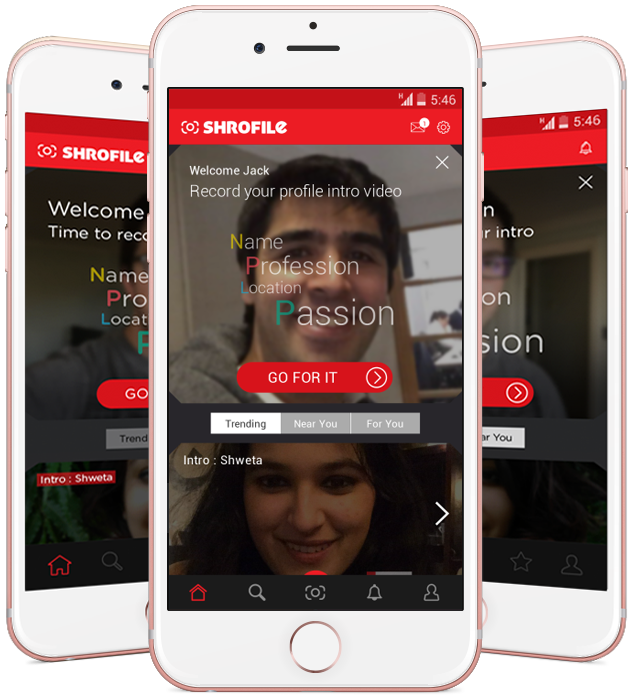 H 5:46
SHROFILE
1
Welcome Jack
Record your profile intro video
Name
Profession
Location
Passion
GO FOR IT
Trending Near You For You
Intro : Shweta
SHROFILE
Welcome
Time to reco
Name
Pro
Locat
P
GO
Trend
Intro : Shweta
H 5:46
n
ur intro
n
sion
ar You